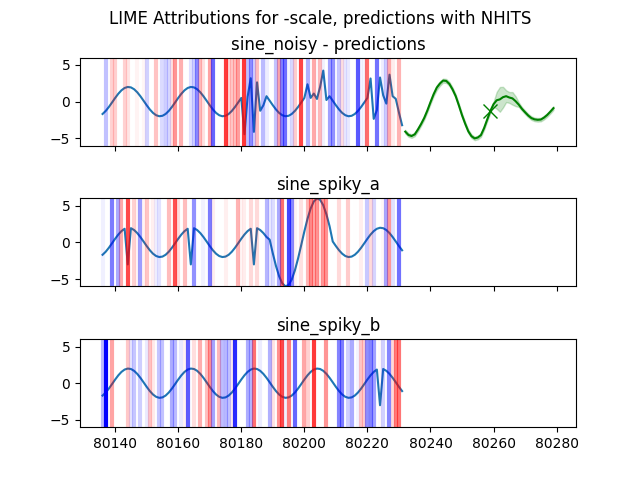 LIME Attributions for -scale, predictions with NHITS
sine_noisy - predictions
5
0
−5
sine_spiky_a
5
0
−5
sine_spiky_b
5
0
−5
80140 80160 80180 80200 80220 80240 80260 80280